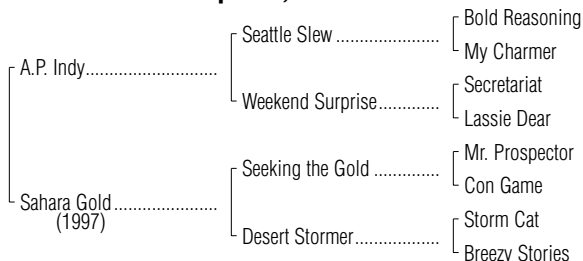 Bold Reasoning
Seattle Slew ......................
My Charmer
A.P. Indy............................
Secretariat
Weekend Surprise.............
Lassie Dear
Mr. Prospector
Seeking the Gold ..............
Con Game
Sahara Gold ......................
(1997)
Storm Cat
Desert Stormer..................
Breezy Stories